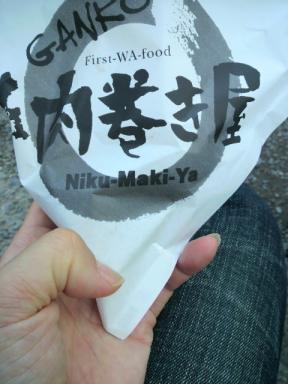 GANKO
First-WA-food
肉巻き屋
Niku-Maki-Ya